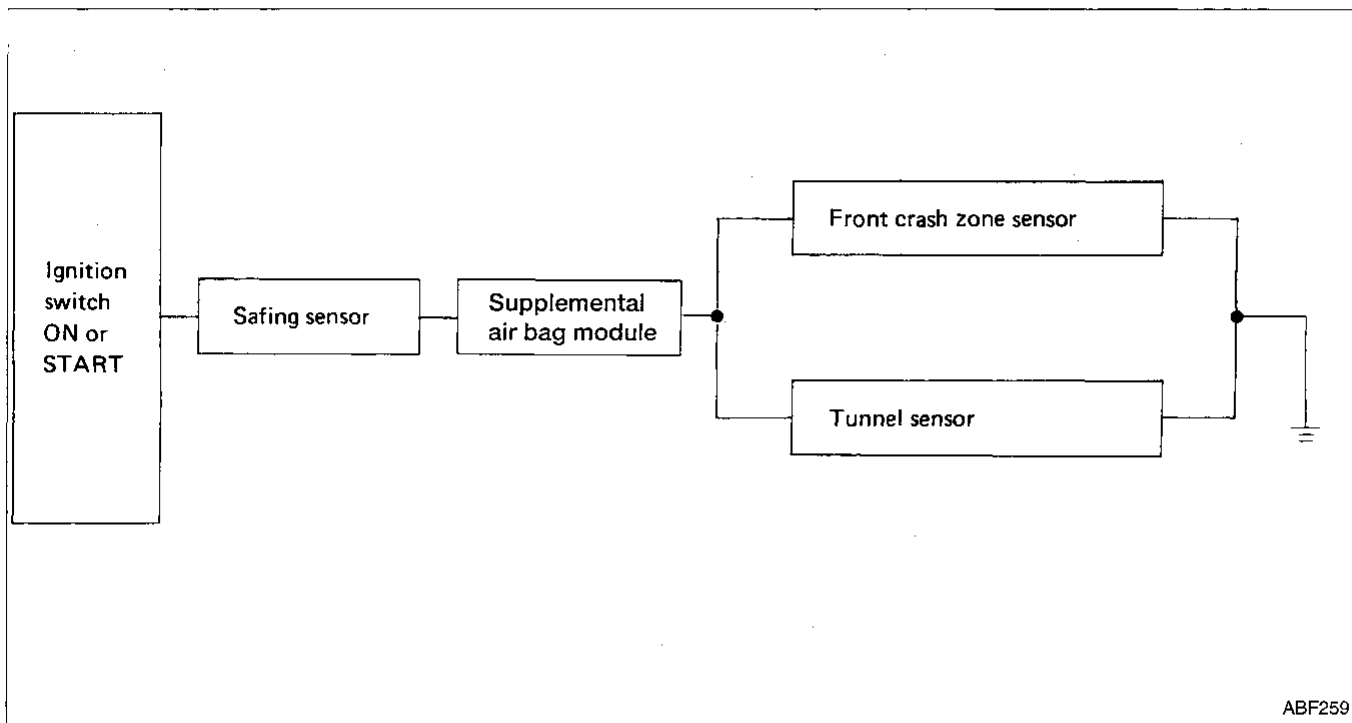 Ignition
switch
ON or
START
Safing sensor
Supplemental
air bag module
Front crash zone sensor
Tunnel sensor
ABF259